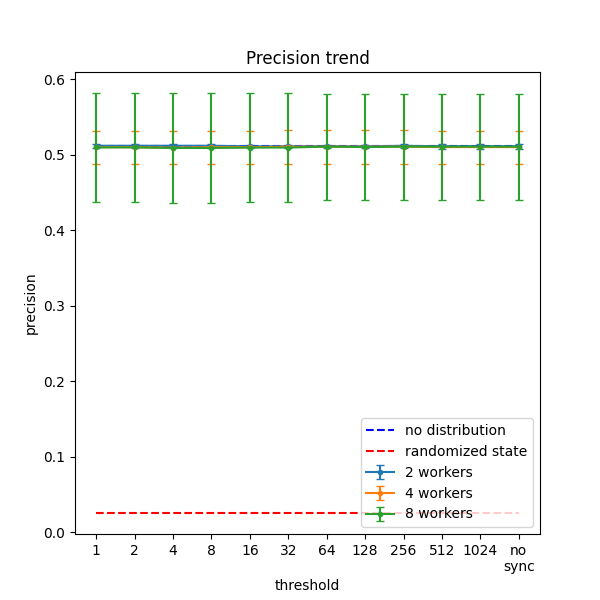 Precision trend
0.6
0.5
0.4
0.3
0.2
0.1
0.0
precision
no distribution
randomized state
2 workers
4 workers
8 workers
1 2 4 8 16 32 64 128 256 512 1024 no
sync
threshold